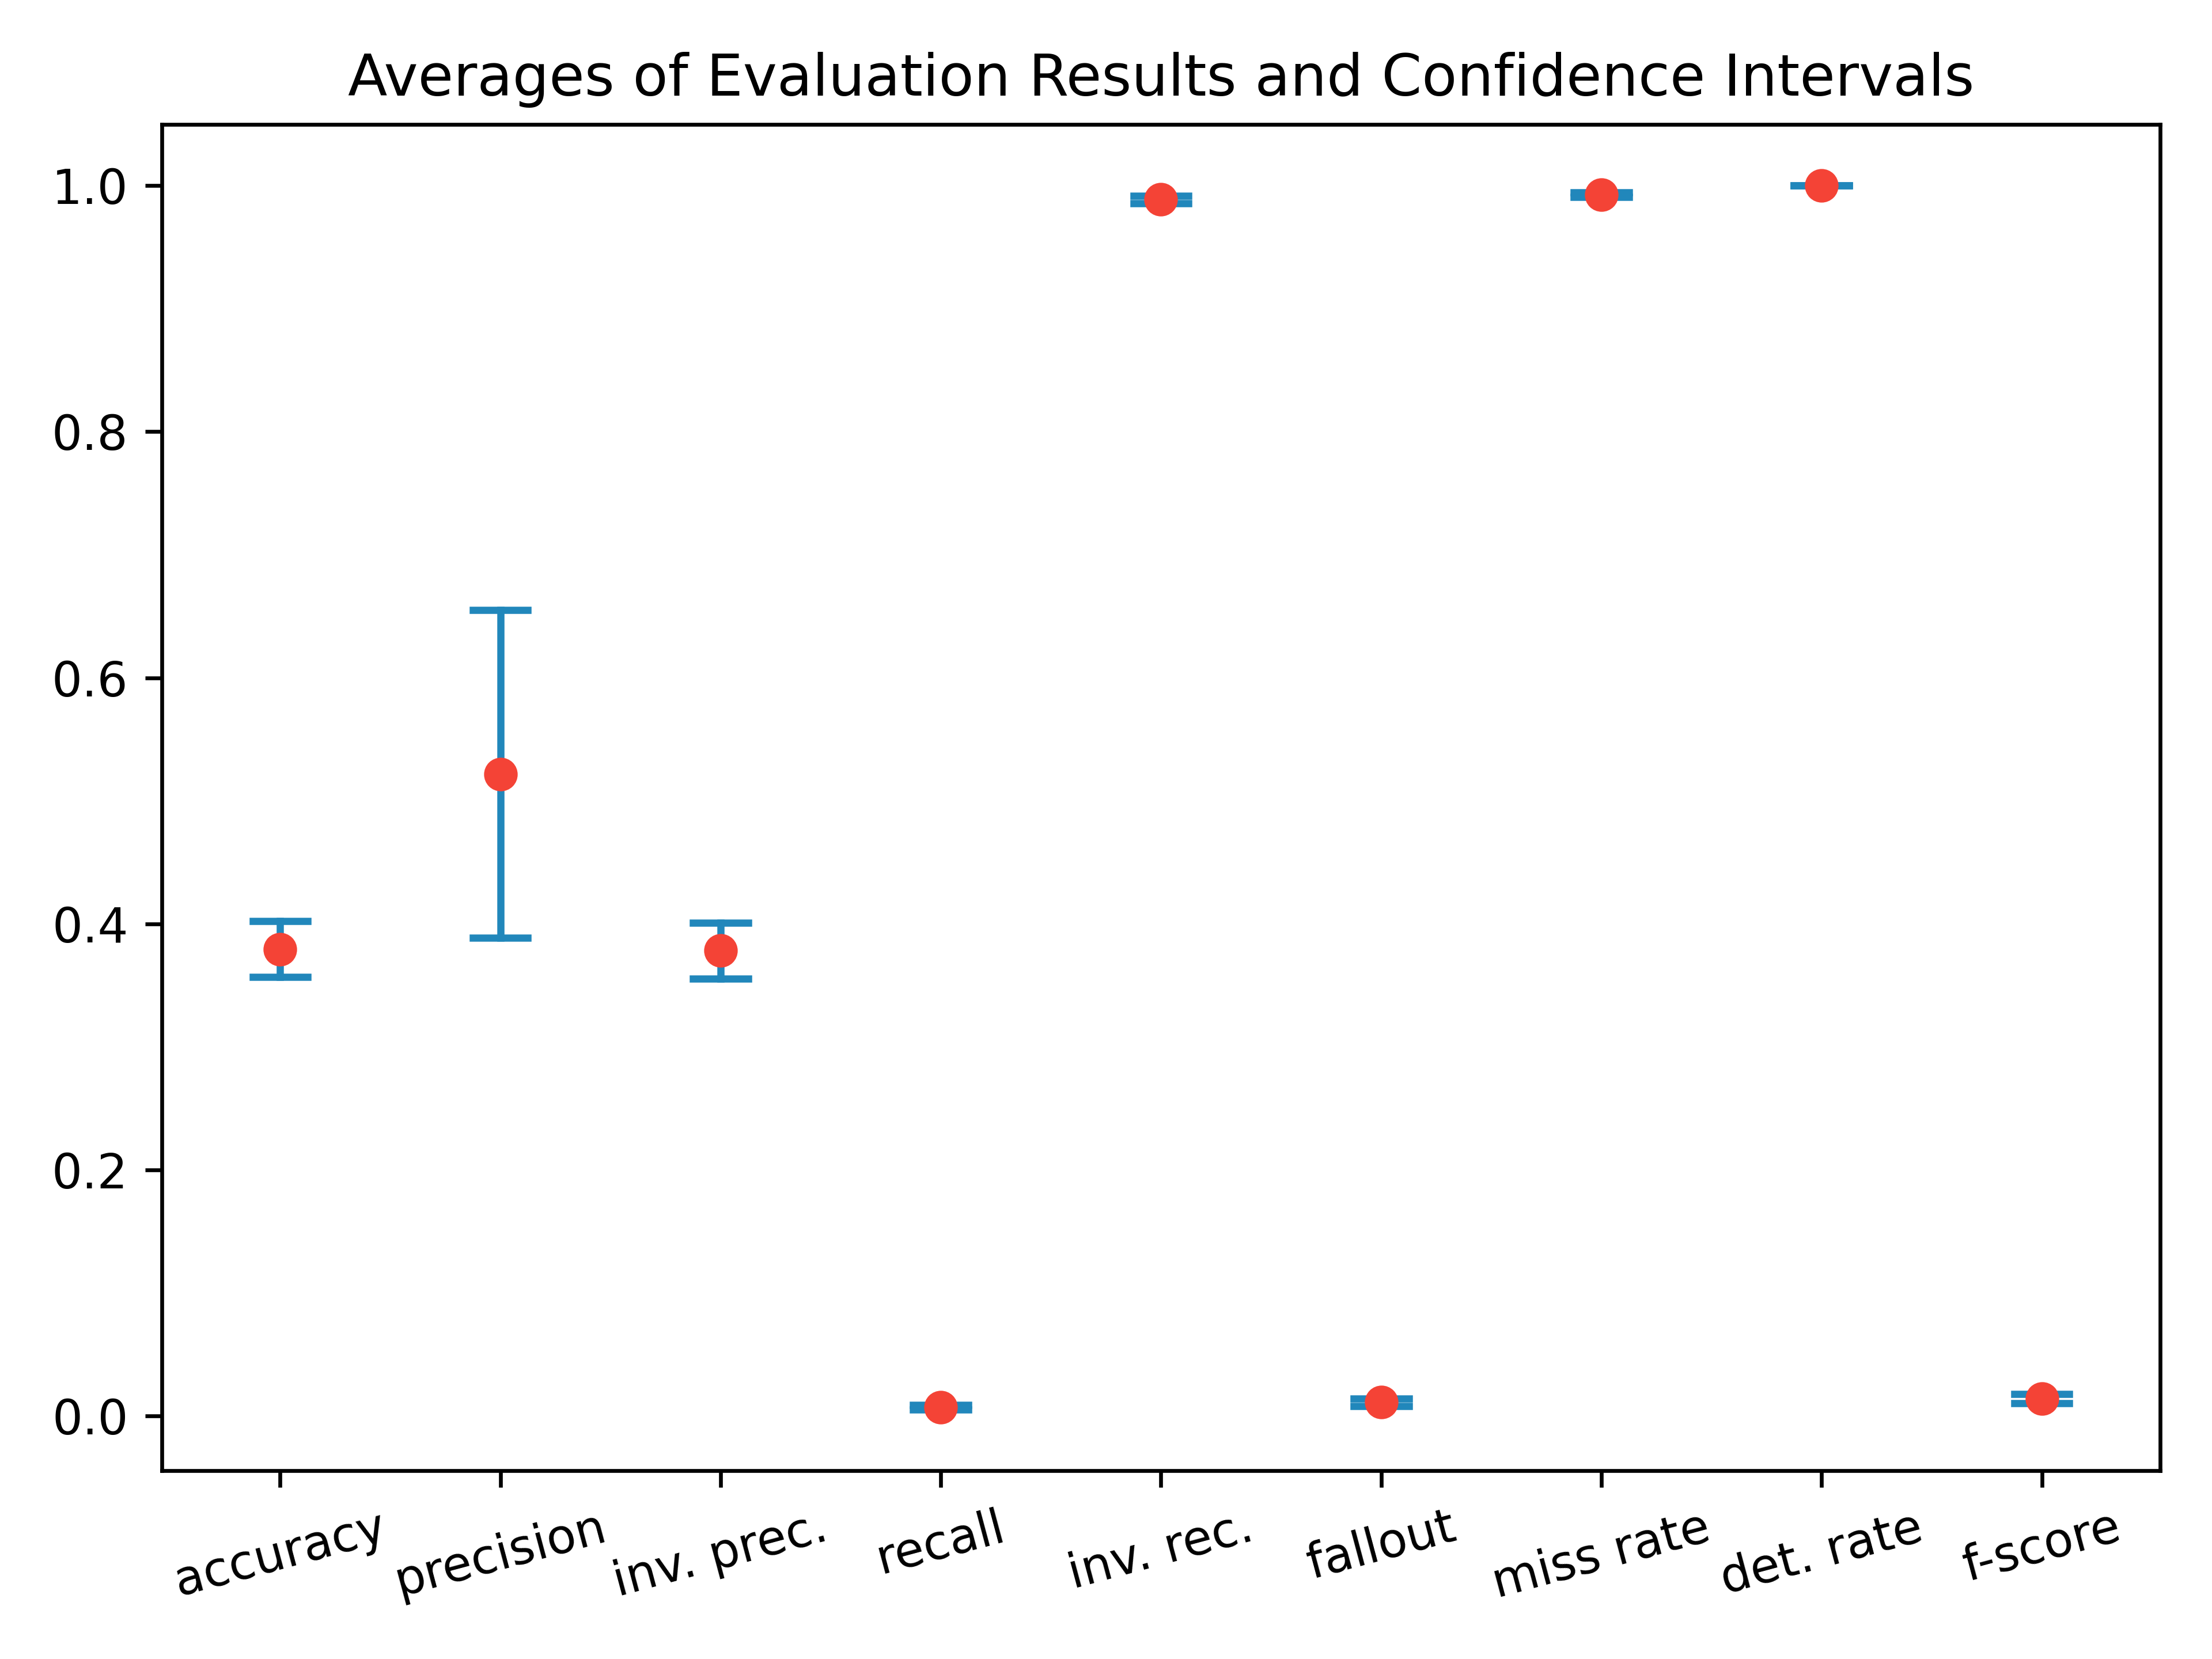 Averages of Evaluation Results and Confidence Intervals
1.0
0.8
0.6
0.4
0.2
0.0
accuracy
precision
inv. prec.
recall
inv. rec.
fallout
miss rate
det. rate
f-score